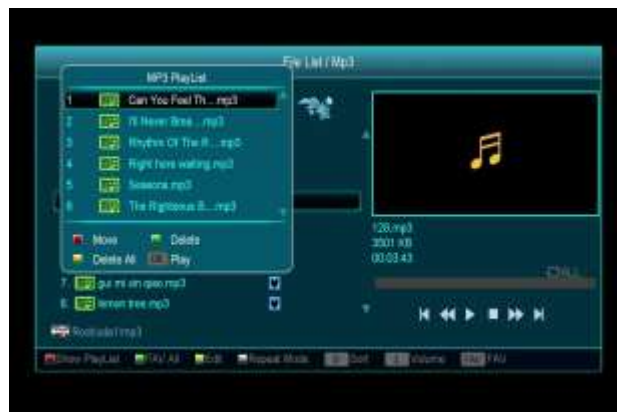 File List / Mp3
MP3 PlayList
1 Can You Feel Th... mp3
2 I'll Never Brea... mp3
3 Rhythm Of The R... mp3
4 Right here waiting.mp3
5 Seasons.mp3
6 The Righteous B... mp3
Move Delete
Delete All Play
128.mp3
3501 KB
00:03:43
ALL
7. gui mi xin qiao.mp3
8. lemon tree.mp3
mp3
Show PlayList FAV All Edit Repeat Mode Sort Volume FAV FAV